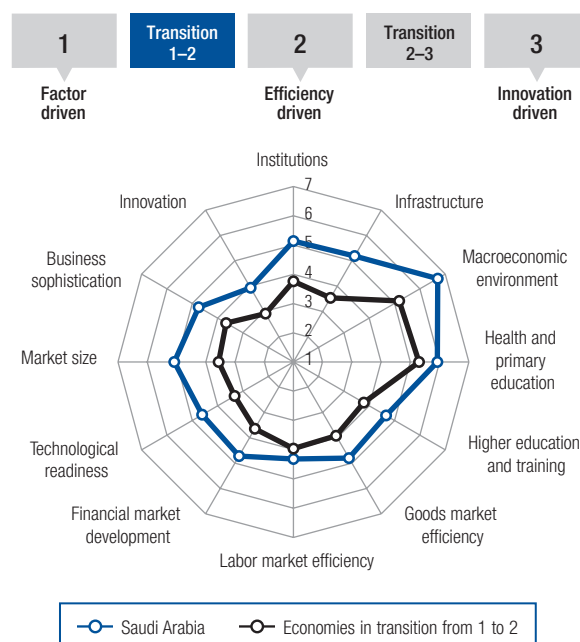 1
Transition
1–2
2
Transition
2–3
3
Factor
driven
Efficiency
driven
Innovation
driven
Institutions
Infrastructure
Macroeconomic
environment
Health and
primary
education
Higher education
and training
Goods market
efficiency
Labor market efficiency
Financial market
development
Technological
readiness
Market size
Business
sophistication
Innovation
7
6
5
4
3
2
1
Saudi Arabia
Economies in transition from 1 to 2